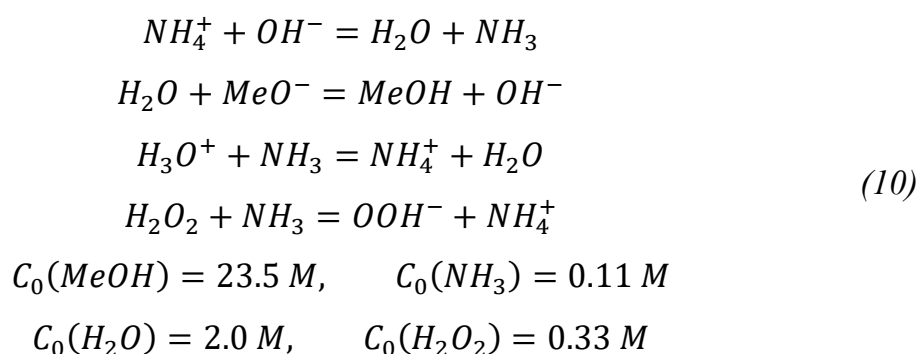 NH₄⁺ + OH⁻ = H₂O + NH₃
H₂O + MeO⁻ = MeOH + OH⁻
H₃O⁺ + NH₃ = NH₄⁺ + H₂O
(10)
H₂O₂ + NH₃ = OOH⁻ + NH₄⁺
C₀(MeOH) = 23.5 M, C₀(NH₃) = 0.11 M
C₀(H₂O) = 2.0 M, C₀(H₂O₂) = 0.33 M